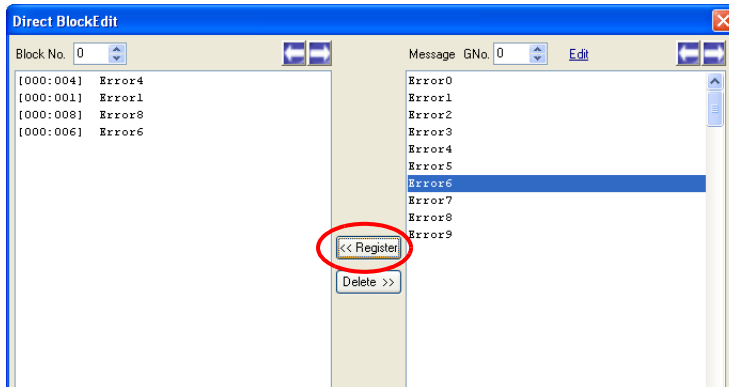 Direct BlockEdit
Block No. 0
Message GNo. 0 Edit
[000:004] Error4
[000:001] Error1
[000:008] Error8
[000:006] Error6
<< Register
Delete >>
Error0
Error1
Error2
Error3
Error4
Error5
Error6
Error7
Error8
Error9